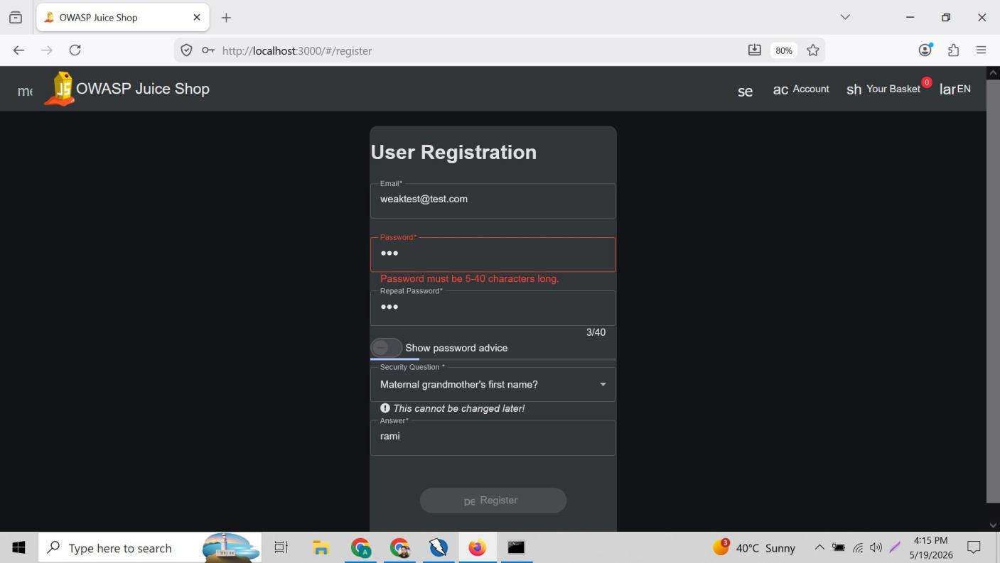 OWASP Juice Shop
http://localhost:3000/#/register
80%
me
JS
OWASP Juice Shop
se
ac Account
sh Your Basket 0
lar EN
User Registration
Email*
weaktest@test.com
Password*
•••
Password must be 5-40 characters long.
Repeat Password*
•••
3/40
Show password advice
Security Question *
Maternal grandmother's first name?
This cannot be changed later!
Answer*
rami
pe Register
Type here to search
A
3
40°C Sunny
4:15 PM
5/19/2026